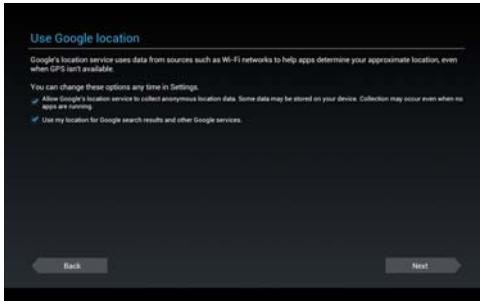 Use Google location
Google's location service uses data from sources such as Wi-Fi networks to help apps determine your approximate location, even
when GPS isn't available.
You can change these options any time in Settings.
Allow Google's location service to collect anonymous location data. Some data may be stored on your device. Collection may occur even when no
apps are running.
Use my location for Google search results and other Google services.
Back
Next